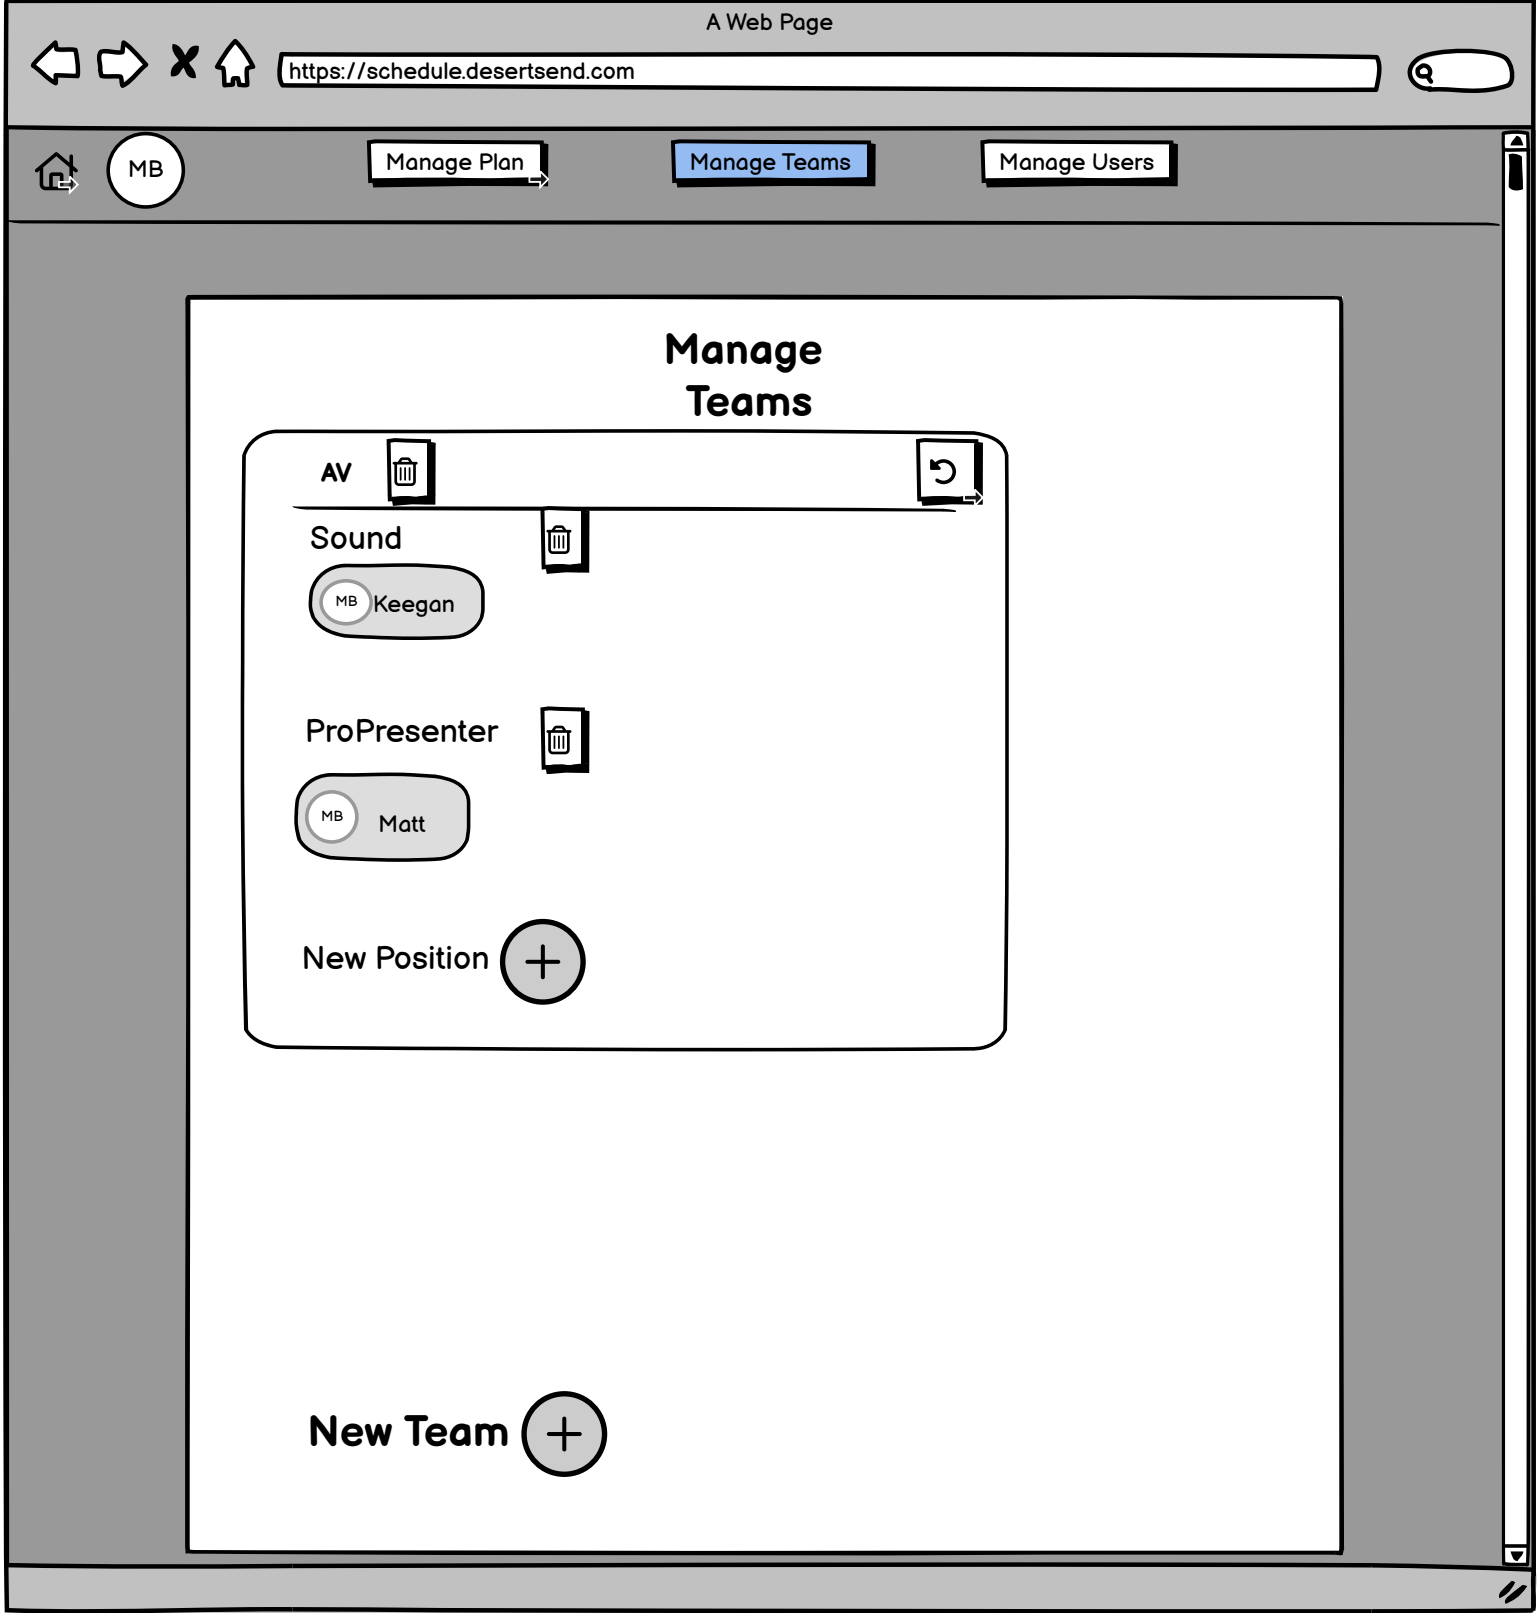 A Web Page
https://schedule.desertsend.com
MB
Manage Plan
Manage Teams
Manage Users
Manage
Teams
AV
Sound
MB
Keegan
ProPresenter
MB
Matt
New Position
New Team